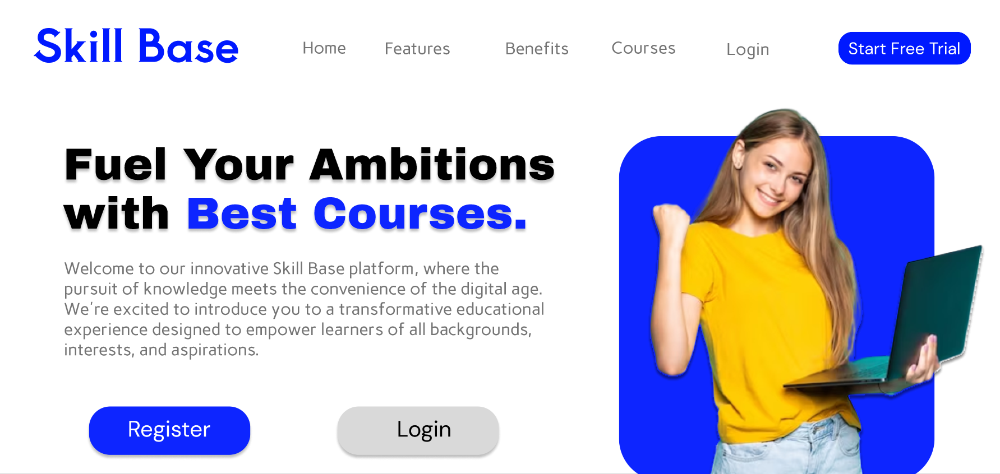 Skill Base
Home
Features
Benefits
Courses
Login
Start Free Trial
Fuel Your Ambitions
with Best Courses.
Welcome to our innovative Skill Base platform, where the
pursuit of knowledge meets the convenience of the digital age.
We're excited to introduce you to a transformative educational
experience designed to empower learners of all backgrounds,
interests, and aspirations.
Register
Login